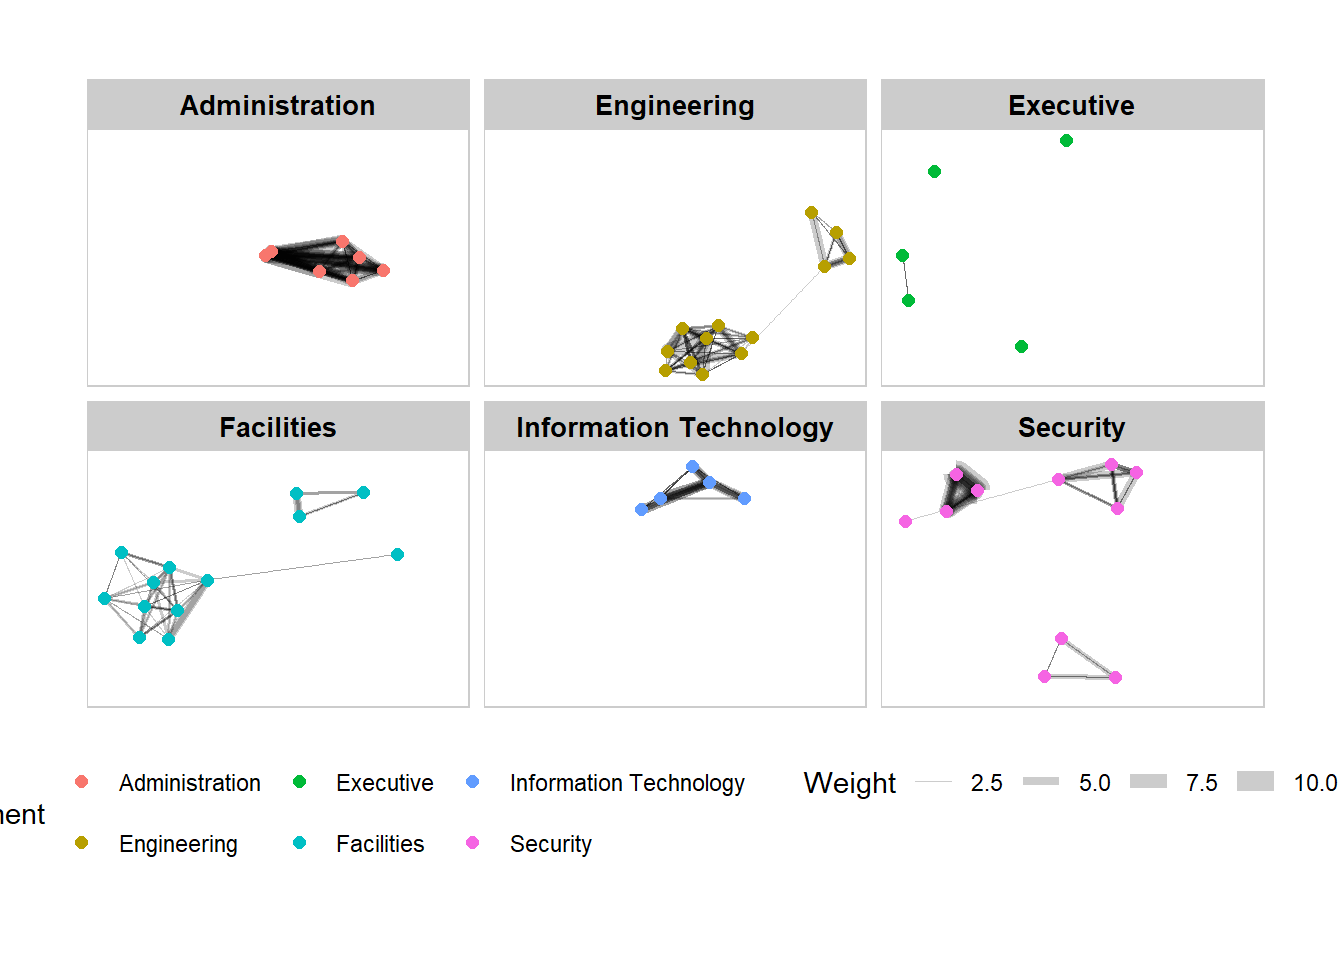 Administration
Engineering
Executive
Facilities
Information Technology
Security
Administration
Executive
Information Technology
Weight
2.5
5.0
7.5
10.0
nent
Engineering
Facilities
Security